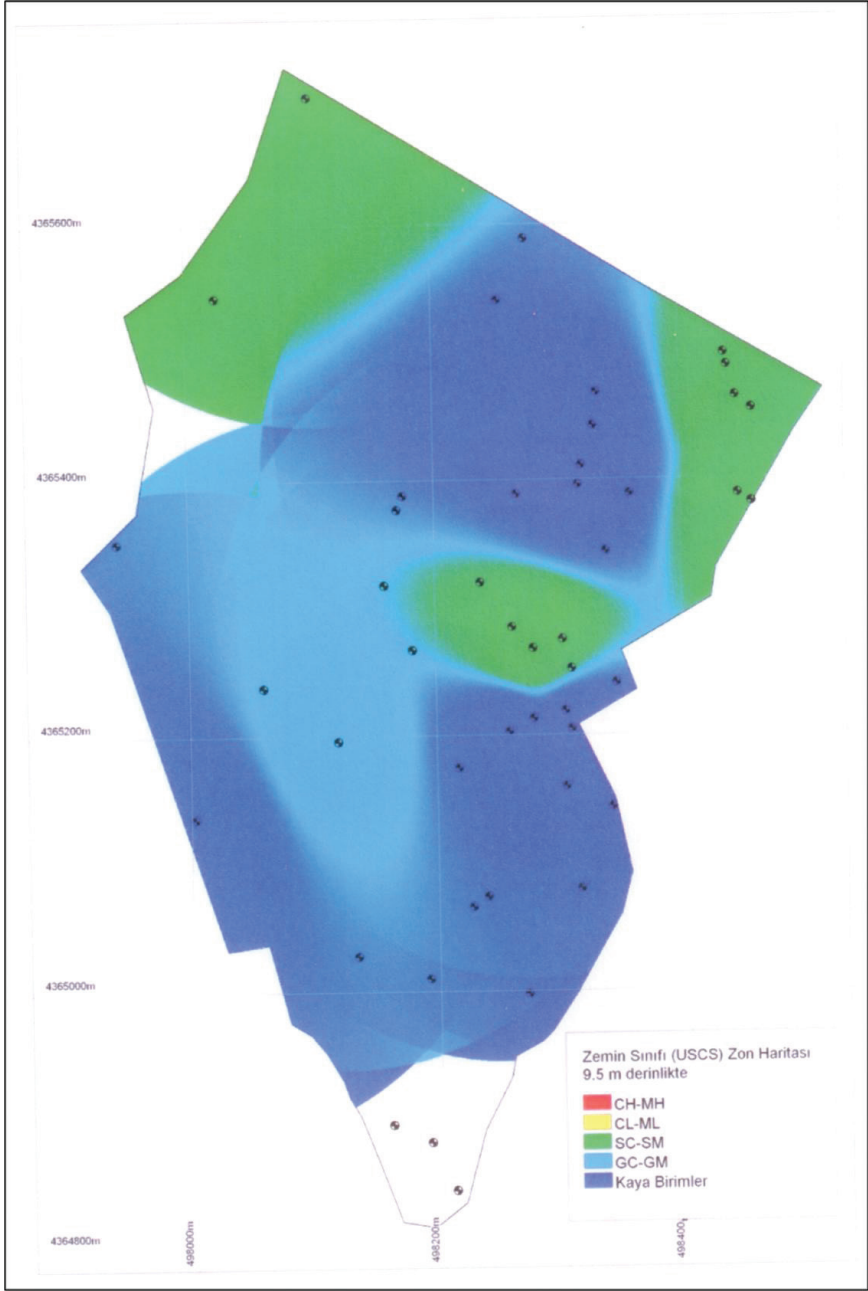 4365600m
4365400m
4365200m
4365000m
4364800m
498000m
498200m
498400m
Zemin Sınıfı (USCS) Zon Haritası
9.5 m derinlikte
CH-MH
CL-ML
SC-SM
GC-GM
Kaya Birimler